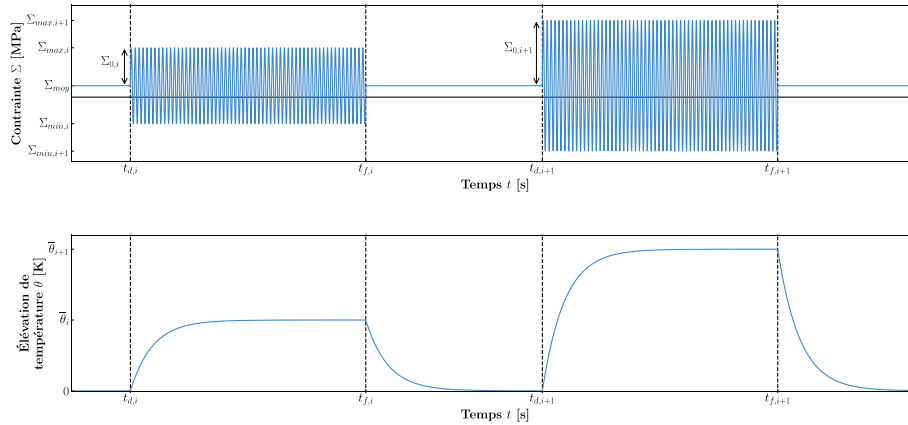 Contrainte Σ [MPa]
Σmax,i+1
Σmax,i
Σmoy
Σmin,i
Σmin,i+1
Σ0,i
Σ0,i+1
td,i
tf,i
td,i+1
tf,i+1
Temps t [s]
Élévation de
température θ [K]
θ̅i+1
θ̅i
0
td,i
tf,i
td,i+1
tf,i+1
Temps t [s]